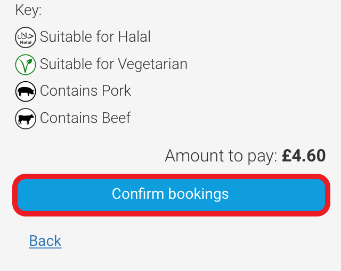 Key:
Suitable for Halal
Suitable for Vegetarian
Contains Pork
Contains Beef
Amount to pay: £4.60
Confirm bookings
Back